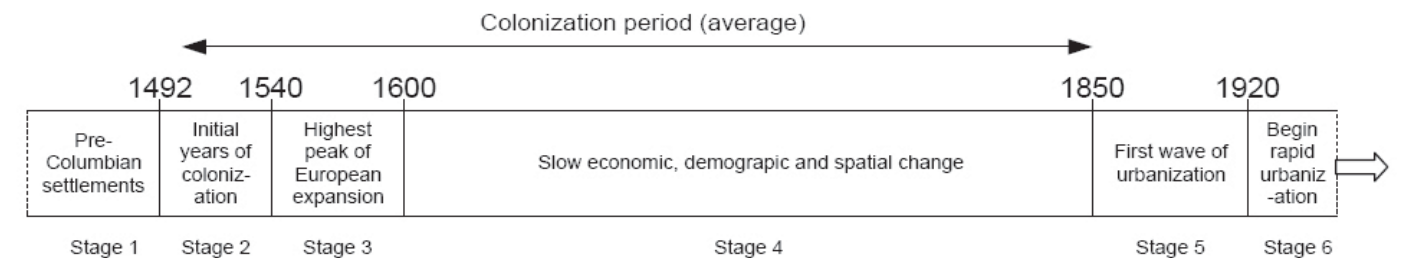 Colonization period (average)
1492 1540 1600 1850 1920
Pre-
Columbian
settlements
Initial
years of
coloniz-
ation
Highest
peak of
European
expansion
Slow economic, demograpic and spatial change
First wave of
urbanization
Begin
rapid
urbaniz
-ation
Stage 1 Stage 2 Stage 3 Stage 4 Stage 5 Stage 6